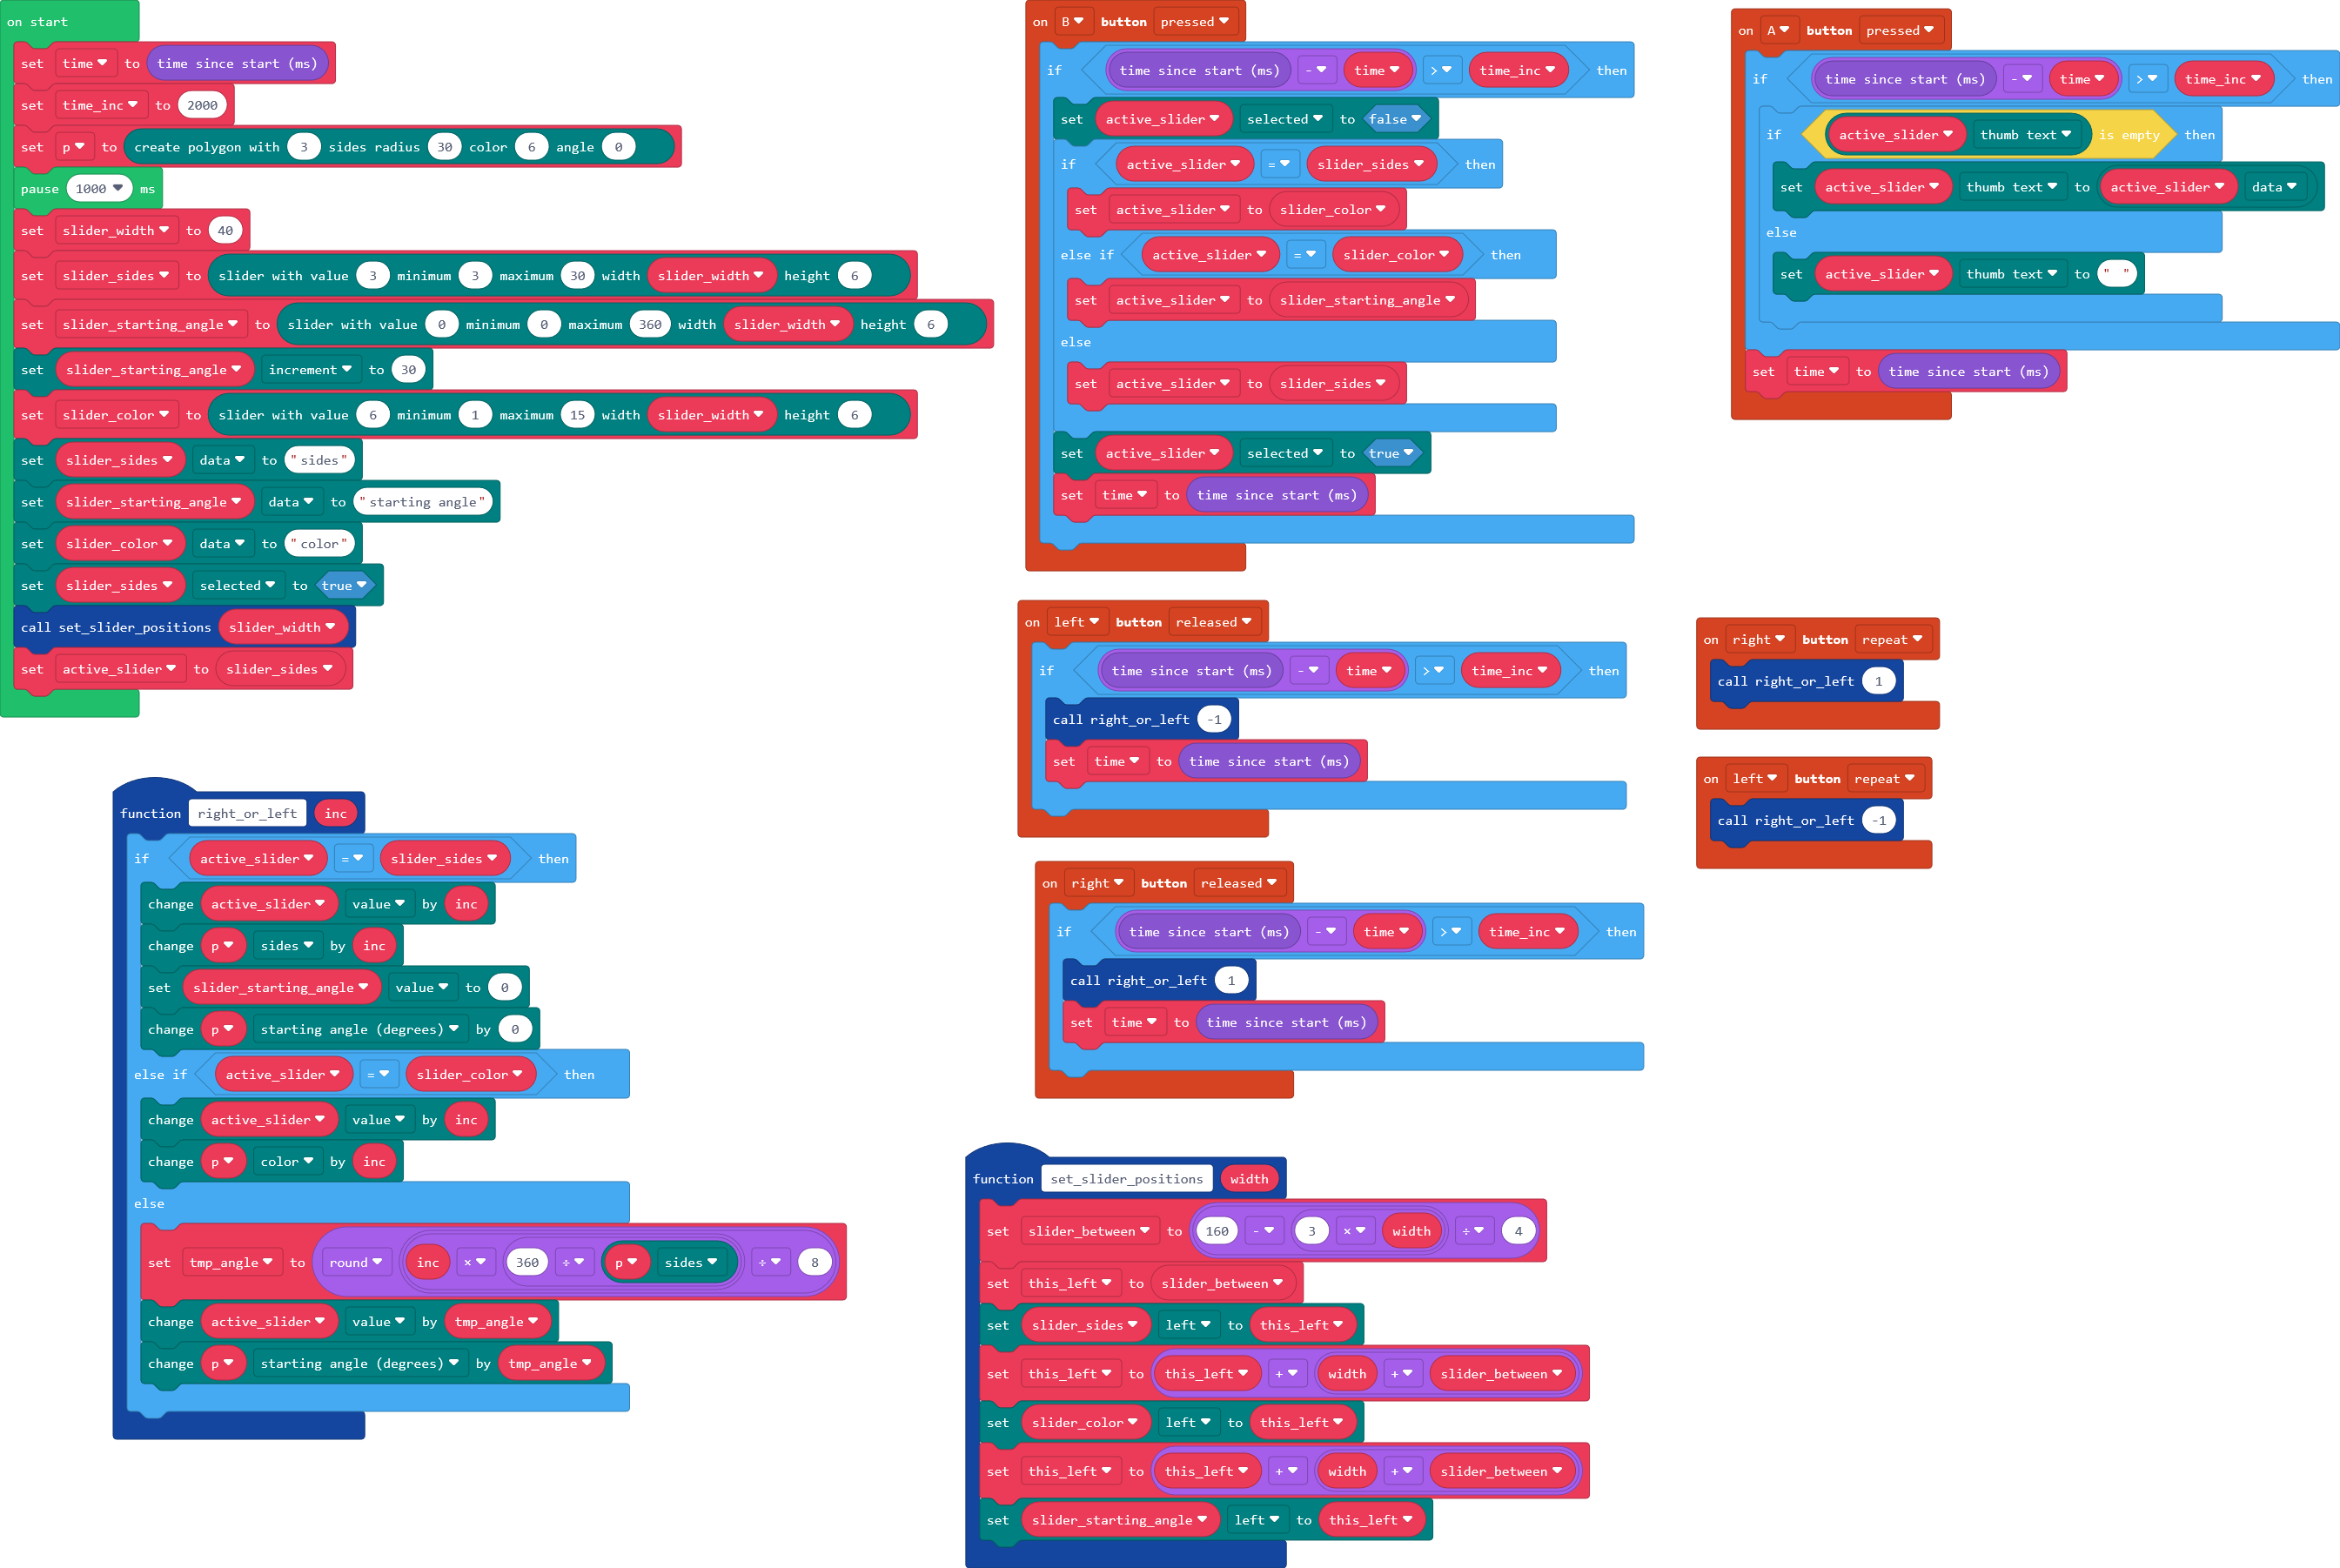 on start
set time to time since start (ms)
set time_inc to 2000
set p to create polygon with 3 sides radius 30 color 6 angle 0
pause 1000 ms
set slider_width to 40
set slider_sides to slider with value 3 minimum 3 maximum 30 width slider_width height 6
set slider_starting_angle to slider with value 0 minimum 0 maximum 360 width slider_width height 6
set slider_starting_angle increment to 30
set slider_color to slider with value 6 minimum 1 maximum 15 width slider_width height 6
set slider_sides data to "sides"
set slider_starting_angle data to "starting angle"
set slider_color data to "color"
set slider_sides selected to true
call set_slider_positions slider_width
set active_slider to slider_sides
function right_or_left inc
if active_slider = slider_sides then
change active_slider value by inc
change p sides by inc
set slider_starting_angle value to 0
change p starting angle (degrees) by 0
else if active_slider = slider_color then
change active_slider value by inc
change p color by inc
else
set tmp_angle to round inc × 360 ÷ p sides ÷ 8
change active_slider value by tmp_angle
change p starting angle (degrees) by tmp_angle
on B button pressed
if time since start (ms) - time > time_inc then
set active_slider selected to false
if active_slider = slider_sides then
set active_slider to slider_color
else if active_slider = slider_color then
set active_slider to slider_starting_angle
else
set active_slider to slider_sides
set active_slider selected to true
set time to time since start (ms)
on left button released
if time since start (ms) - time > time_inc then
call right_or_left -1
set time to time since start (ms)
on right button released
if time since start (ms) - time > time_inc then
call right_or_left 1
set time to time since start (ms)
function set_slider_positions width
set slider_between to 160 - 3 × width ÷ 4
set this_left to slider_between
set slider_sides left to this_left
set this_left to this_left + width + slider_between
set slider_color left to this_left
set this_left to this_left + width + slider_between
set slider_starting_angle left to this_left
on A button pressed
if time since start (ms) - time > time_inc then
if active_slider thumb text is empty then
set active_slider thumb text to active_slider data
else
set active_slider thumb text to " "
set time to time since start (ms)
on right button repeat
call right_or_left 1
on left button repeat
call right_or_left -1